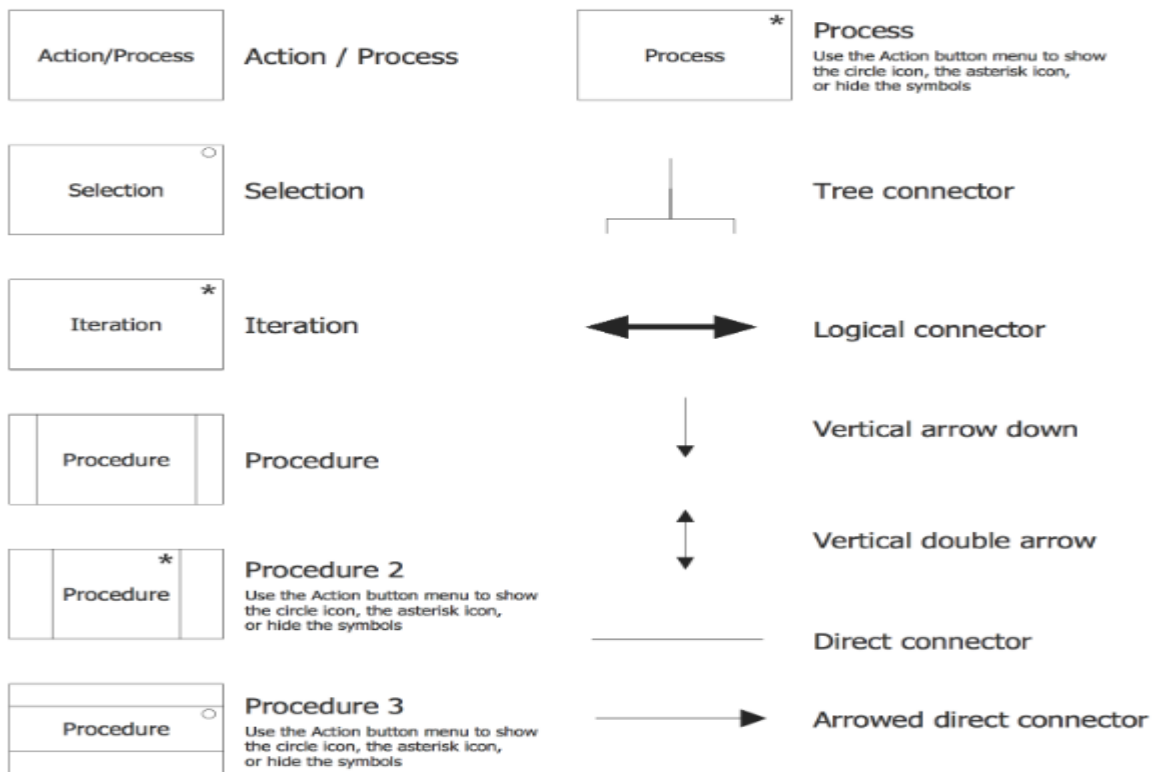 Action/Process
Action / Process
Selection
Selection
*
Iteration
Iteration
Procedure
Procedure
*
Procedure
Procedure 2
Use the Action button menu to show
the circle icon, the asterisk icon,
or hide the symbols
Procedure
Procedure 3
Use the Action button menu to show
the circle icon, the asterisk icon,
or hide the symbols
*
Process
Process
Use the Action button menu to show
the circle icon, the asterisk icon,
or hide the symbols
Tree connector
Logical connector
Vertical arrow down
Vertical double arrow
Direct connector
Arrowed direct connector